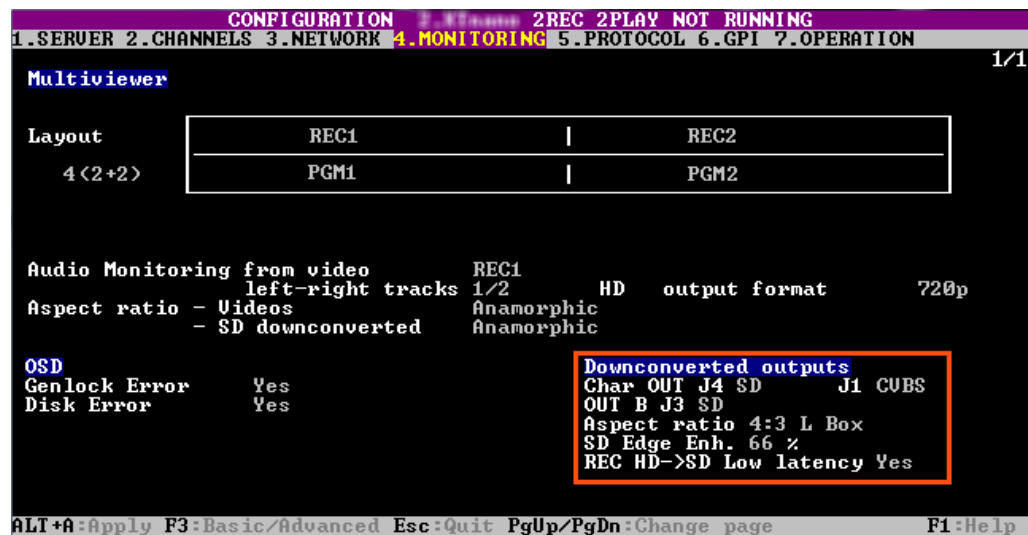 CONFIGURATION 2REC 2PLAY NOT RUNNING
1.SERVER 2.CHANNELS 3.NETWORK 4.MONITORING 5.PROTOCOL 6.GPI 7.OPERATION
1/1
Multiviewer
Layout REC1 | REC2
4(2+2) PGM1 | PGM2
Audio Monitoring from video REC1
left-right tracks 1/2 HD output format 720p
Aspect ratio - Videos Anamorphic
- SD downconverted Anamorphic
OSD Downconverted outputs
Genlock Error Yes Char OUT J4 SD J1 CVBS
Disk Error Yes OUT B J3 SD
Aspect ratio 4:3 L Box
SD Edge Enh. 66 %
REC HD->SD Low latency Yes
ALT+A:Apply F3:Basic/Advanced Esc:Quit PgUp/PgDn:Change page F1:Help